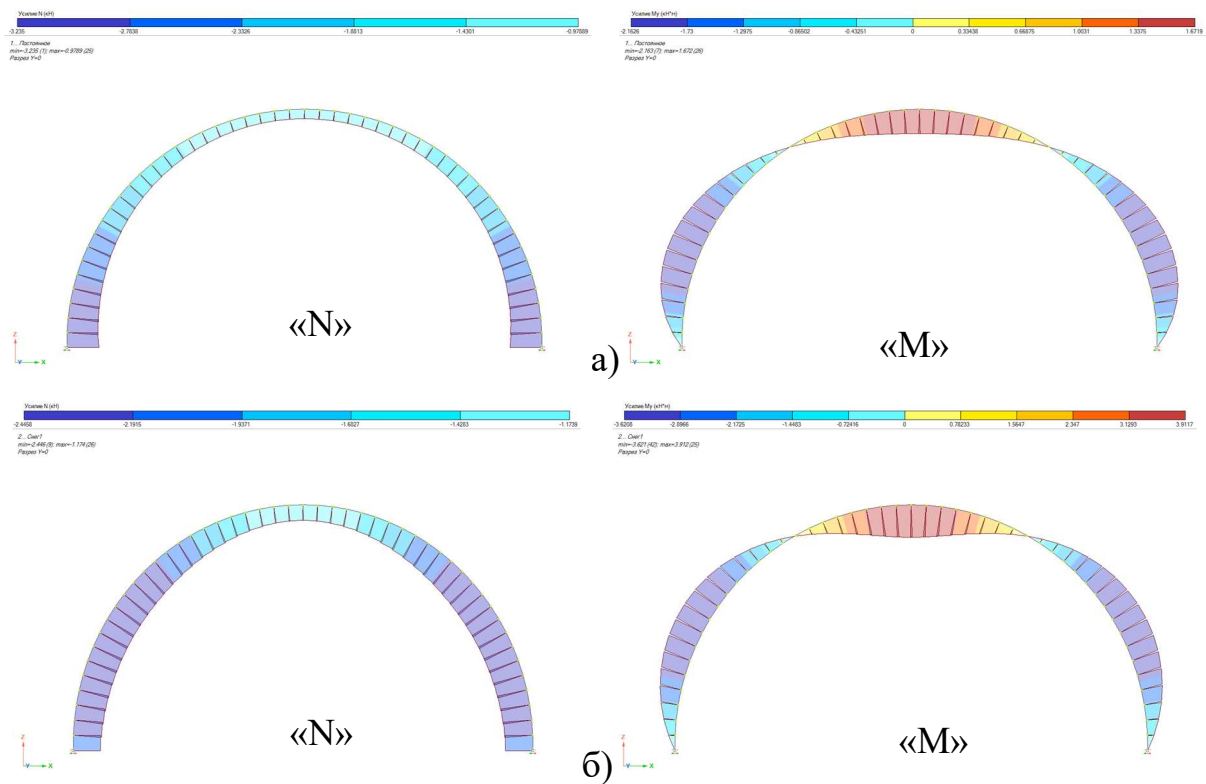 Усилие N (кН)
-3.235 -2.7838 -2.3326 -1.8813 -1.4301 -0.97889
1... Постоянное
min=-3.235 (1); max=-0.9789 (25)
Разрез Y=0
Усилие My (кН*м)
-2.1626 -1.73 -1.2975 -0.86502 -0.43251 0 0.33438 0.66875 1.0031 1.3375 1.6719
1... Постоянное
min=-2.163 (7); max=1.672 (26)
Разрез Y=0
«N»
Z
Y X
а)
«M»
Z
Y X
Усилие N (кН)
-2.4458 -2.1915 -1.9371 -1.6827 -1.4283 -1.1739
2... Снег1
min=-2.446 (9); max=-1.174 (26)
Разрез Y=0
Усилие My (кН*м)
-3.6208 -2.8966 -2.1725 -1.4483 -0.72416 0 0.78233 1.5647 2.347 3.1293 3.9117
2... Снег1
min=-3.621 (42); max=3.912 (25)
Разрез Y=0
«N»
Z
Y X
б)
«M»
Z
Y X